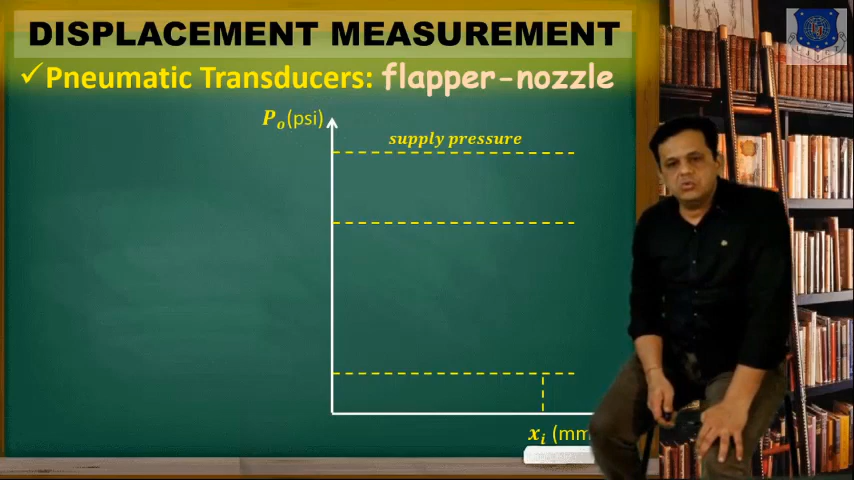 DISPLACEMENT MEASUREMENT
✓Pneumatic Transducers: flapper-nozzle
Pₒ(psi)
supply pressure
xᵢ (mm